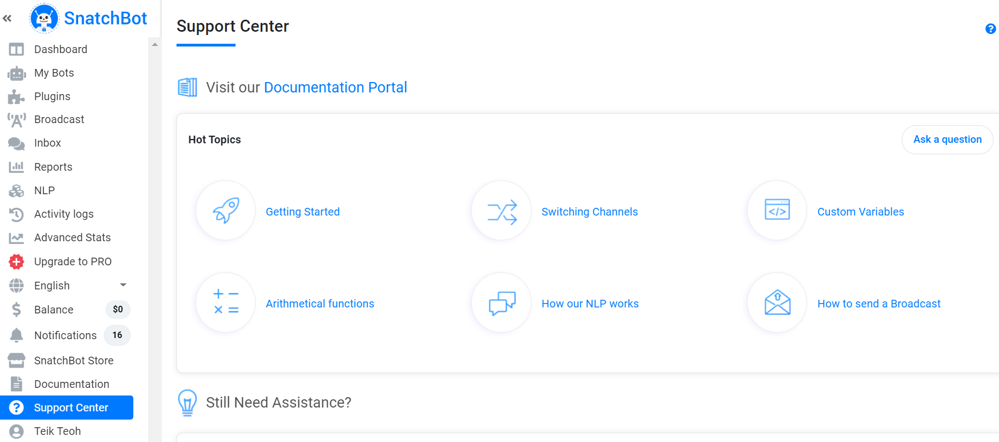 SnatchBot
Dashboard
My Bots
Plugins
Broadcast
Inbox
Reports
NLP
Activity logs
Advanced Stats
Upgrade to PRO
English
Balance $0
Notifications 16
SnatchBot Store
Documentation
Support Center
Teik Teoh
Support Center
Visit our Documentation Portal
Hot Topics
Ask a question
Getting Started
Switching Channels
Custom Variables
Arithmetical functions
How our NLP works
How to send a Broadcast
Still Need Assistance?